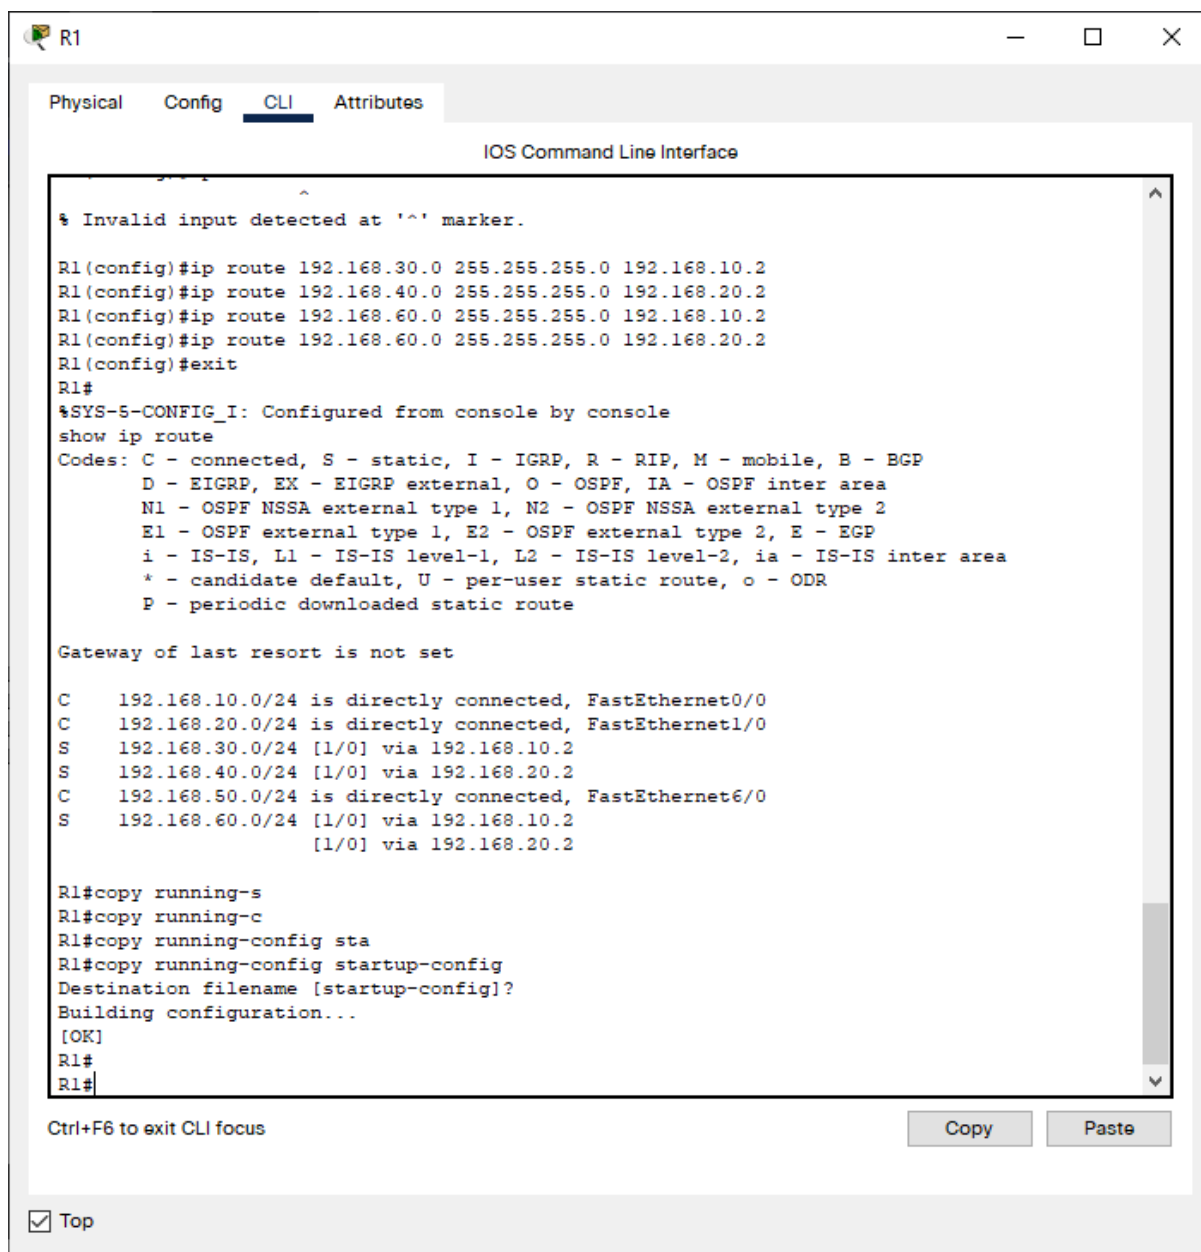 R1
Physical Config CLI Attributes
IOS Command Line Interface
^
% Invalid input detected at '^' marker.
R1(config)#ip route 192.168.30.0 255.255.255.0 192.168.10.2
R1(config)#ip route 192.168.40.0 255.255.255.0 192.168.20.2
R1(config)#ip route 192.168.60.0 255.255.255.0 192.168.10.2
R1(config)#ip route 192.168.60.0 255.255.255.0 192.168.20.2
R1(config)#exit
R1#
%SYS-5-CONFIG_I: Configured from console by console
show ip route
Codes: C - connected, S - static, I - IGRP, R - RIP, M - mobile, B - BGP
D - EIGRP, EX - EIGRP external, O - OSPF, IA - OSPF inter area
N1 - OSPF NSSA external type 1, N2 - OSPF NSSA external type 2
E1 - OSPF external type 1, E2 - OSPF external type 2, E - EGP
i - IS-IS, L1 - IS-IS level-1, L2 - IS-IS level-2, ia - IS-IS inter area
* - candidate default, U - per-user static route, o - ODR
P - periodic downloaded static route
Gateway of last resort is not set
C 192.168.10.0/24 is directly connected, FastEthernet0/0
C 192.168.20.0/24 is directly connected, FastEthernet1/0
S 192.168.30.0/24 [1/0] via 192.168.10.2
S 192.168.40.0/24 [1/0] via 192.168.20.2
C 192.168.50.0/24 is directly connected, FastEthernet6/0
S 192.168.60.0/24 [1/0] via 192.168.10.2
[1/0] via 192.168.20.2
R1#copy running-s
R1#copy running-c
R1#copy running-config sta
R1#copy running-config startup-config
Destination filename [startup-config]?
Building configuration...
[OK]
R1#
R1#
Ctrl+F6 to exit CLI focus
Copy Paste
Top